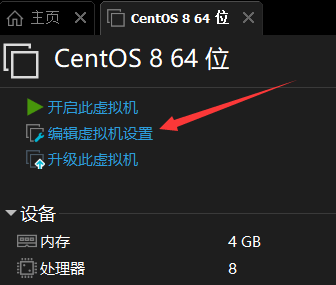 主页
CentOS 8 64 位
CentOS 8 64 位
开启此虚拟机
编辑虚拟机设置
升级此虚拟机
设备
内存 4 GB
处理器 8